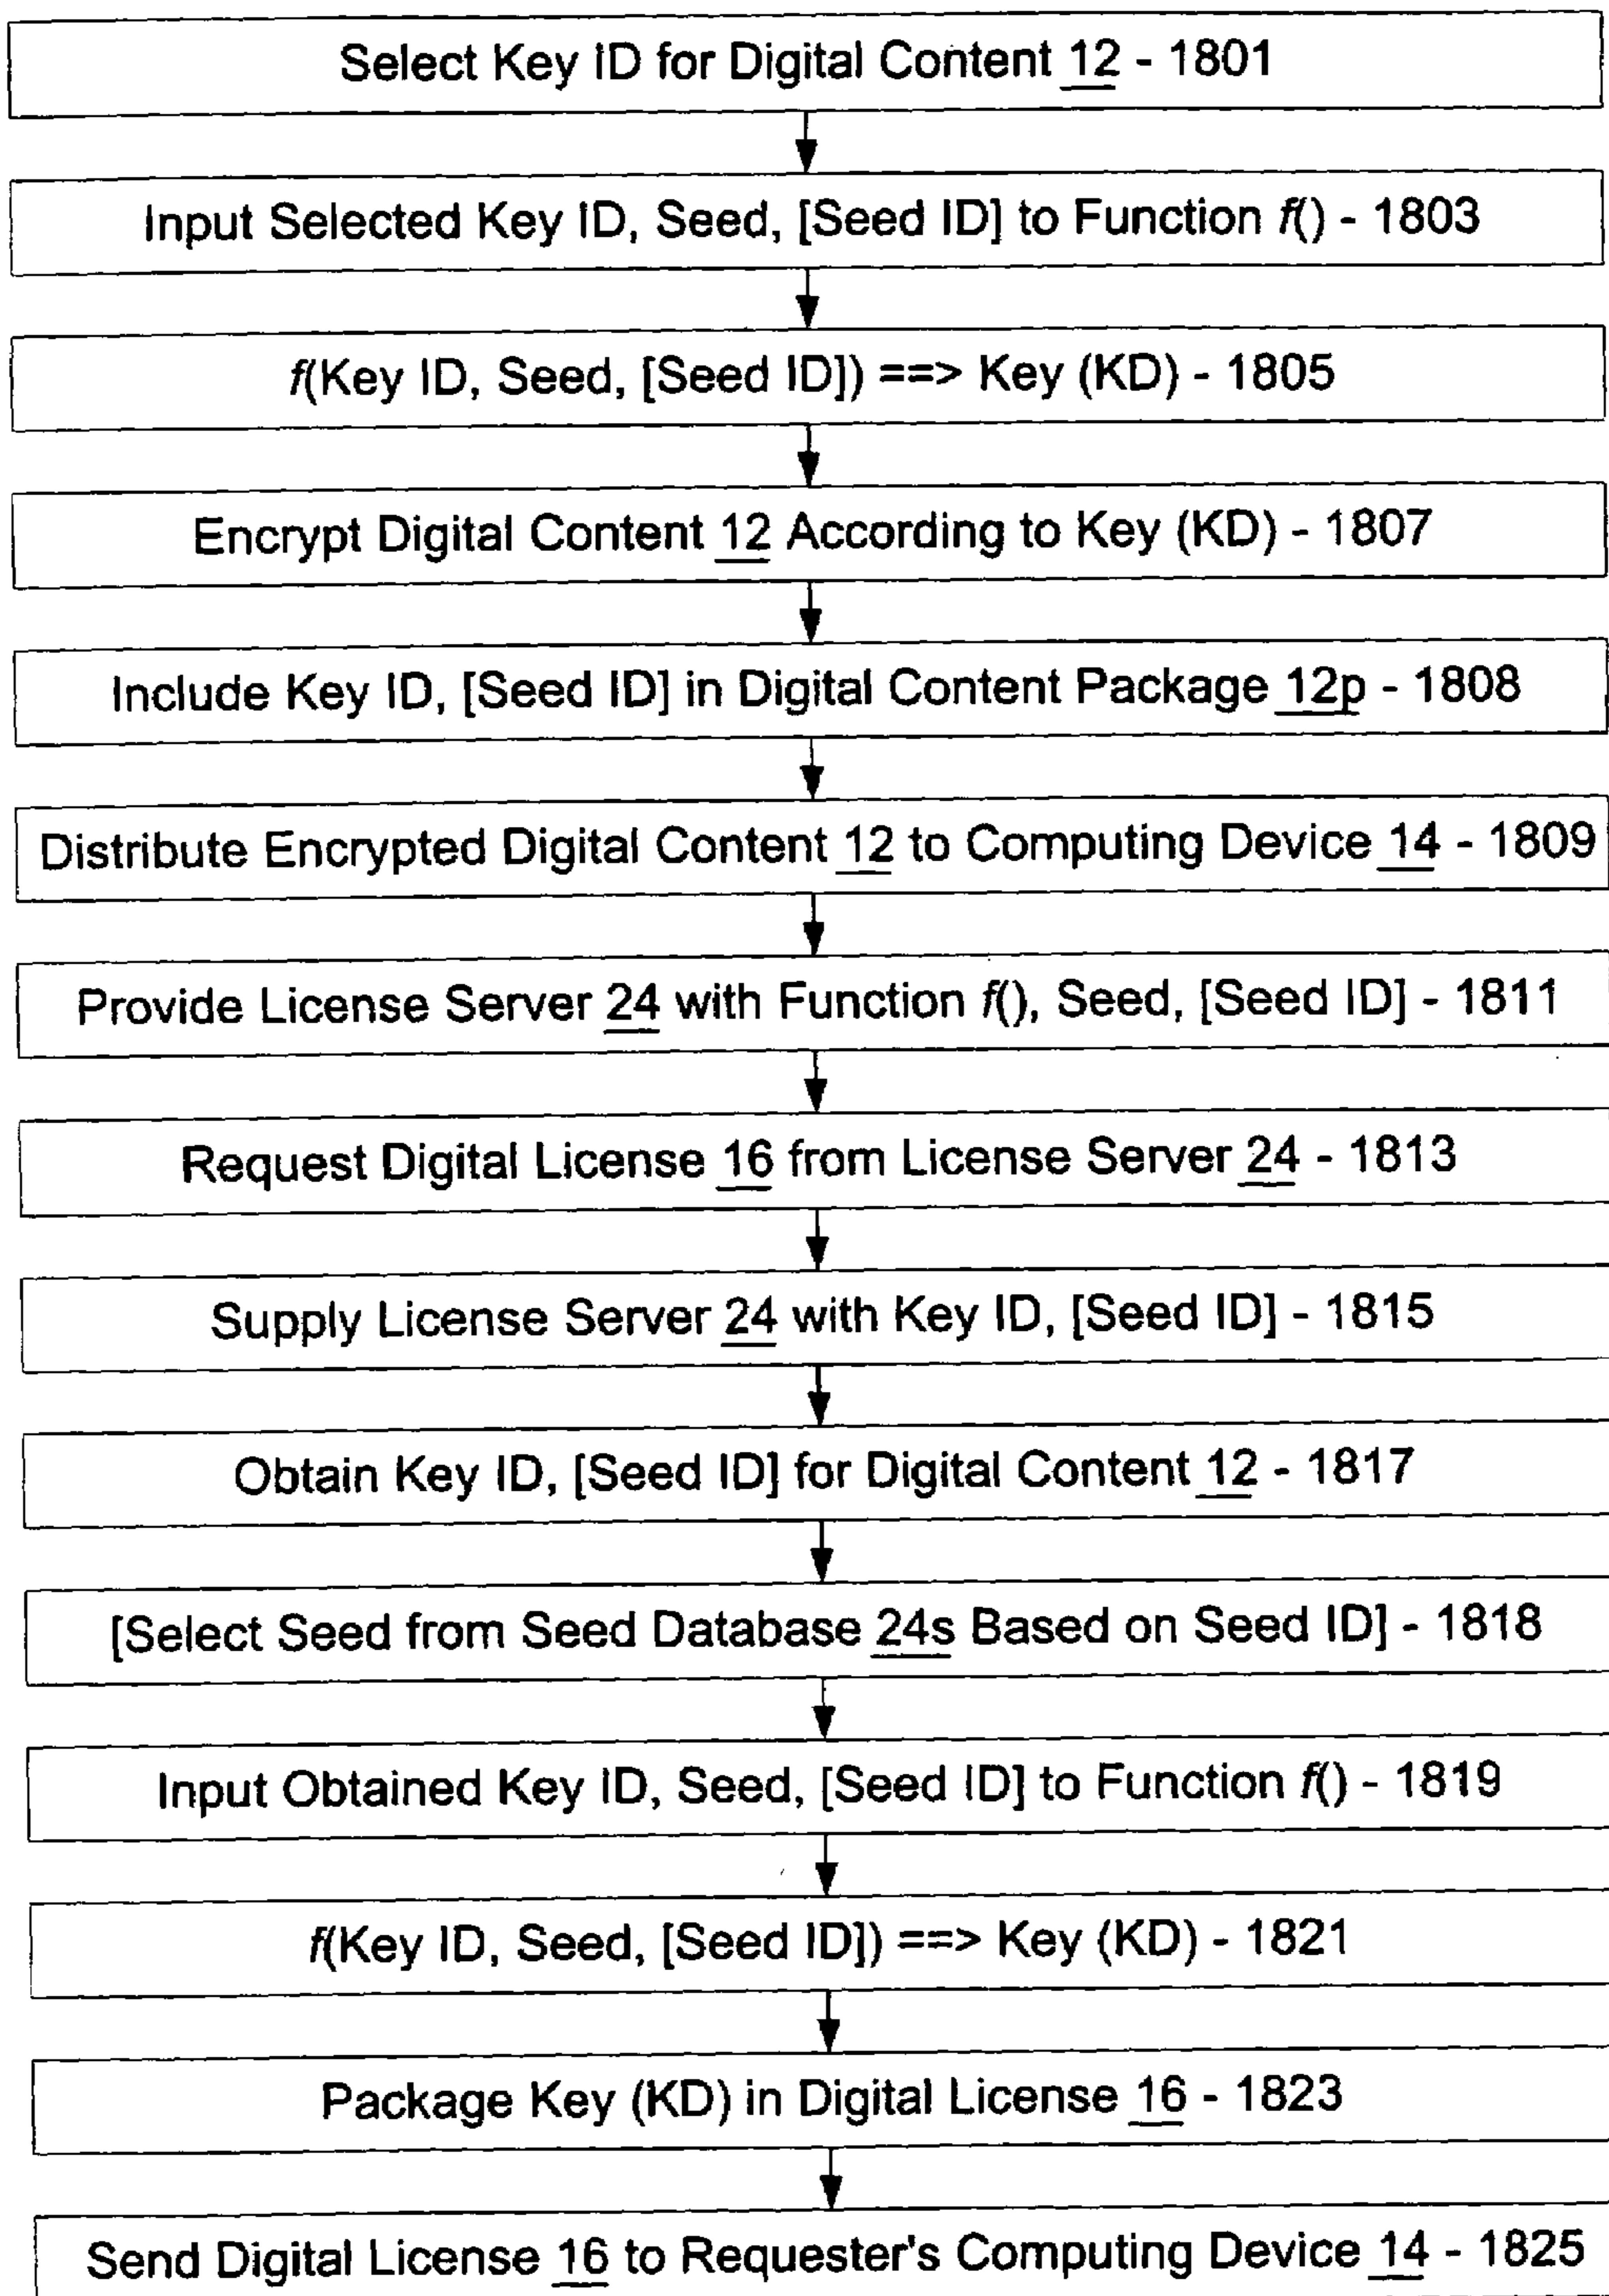 Select Key ID for Digital Content 12 - 1801
Input Selected Key ID, Seed, [Seed ID] to Function f() - 1803
f(Key ID, Seed, [Seed ID]) ==> Key (KD) - 1805
Encrypt Digital Content 12 According to Key (KD) - 1807
Include Key ID, [Seed ID] in Digital Content Package 12p - 1808
Distribute Encrypted Digital Content 12 to Computing Device 14 - 1809
Provide License Server 24 with Function f(), Seed, [Seed ID] - 1811
Request Digital License 16 from License Server 24 - 1813
Supply License Server 24 with Key ID, [Seed ID] - 1815
Obtain Key ID, [Seed ID] for Digital Content 12 - 1817
[Select Seed from Seed Database 24s Based on Seed ID] - 1818
Input Obtained Key ID, Seed, [Seed ID] to Function f() - 1819
f(Key ID, Seed, [Seed ID]) ==> Key (KD) - 1821
Package Key (KD) in Digital License 16 - 1823
Send Digital License 16 to Requester's Computing Device 14 - 1825